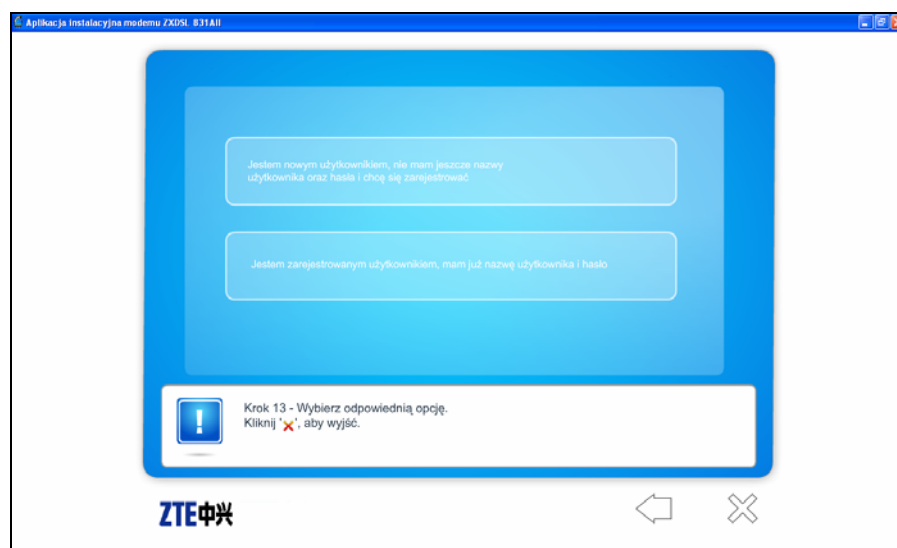 Aplikacja instalacyjna modemu ZXDSL 831AII
Jestem nowym użytkownikiem, nie mam jeszcze nazwy
użytkownika oraz hasła i chcę się zarejestrować
Jestem zarejestrowanym użytkownikiem, mam już nazwę użytkownika i hasło
!
Krok 13 - Wybierz odpowiednią opcję.
Kliknij '✕', aby wyjść.
ZTE中兴